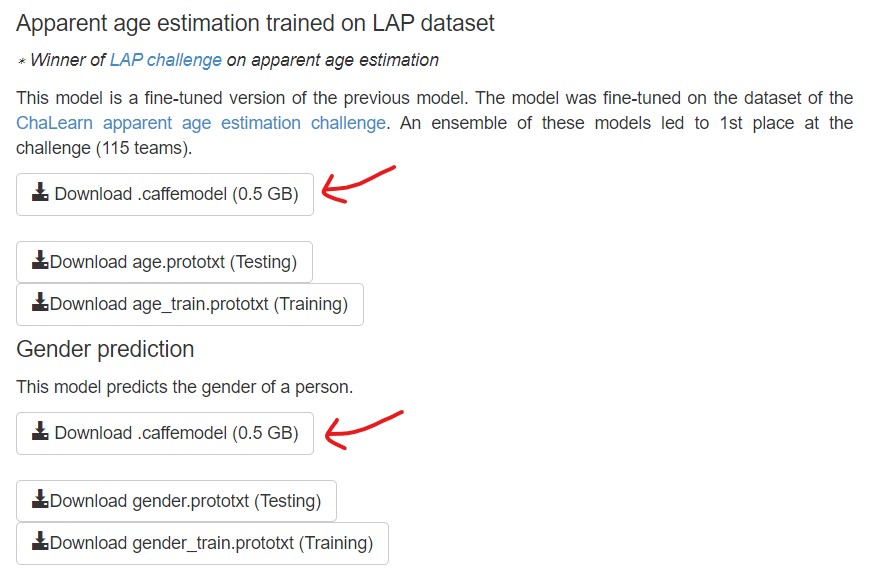 Apparent age estimation trained on LAP dataset
* Winner of LAP challenge on apparent age estimation
This model is a fine-tuned version of the previous model. The model was fine-tuned on the dataset of the
ChaLearn apparent age estimation challenge. An ensemble of these models led to 1st place at the
challenge (115 teams).
Download .caffemodel (0.5 GB)
Download age.prototxt (Testing)
Download age_train.prototxt (Training)
Gender prediction
This model predicts the gender of a person.
Download .caffemodel (0.5 GB)
Download gender.prototxt (Testing)
Download gender_train.prototxt (Training)